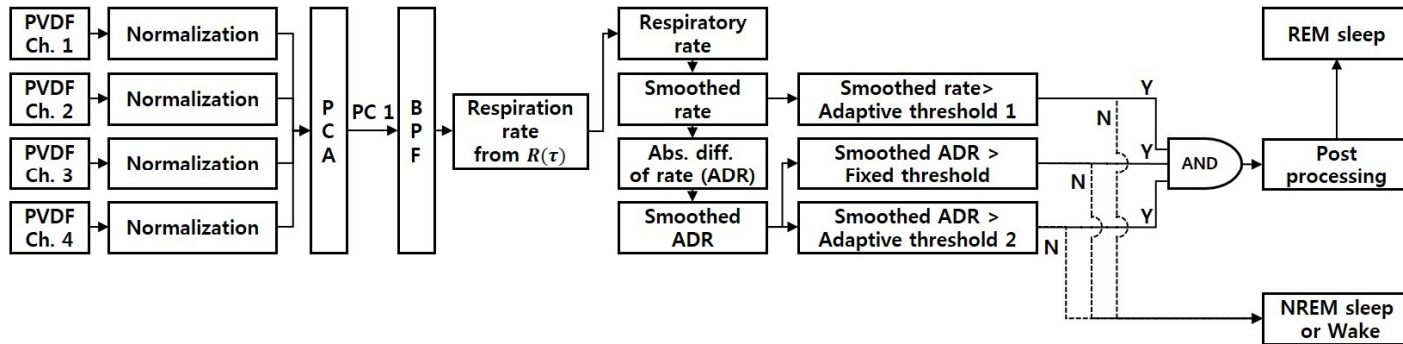 PVDF
Ch. 1
Normalization
PVDF
Ch. 2
Normalization
PVDF
Ch. 3
Normalization
PVDF
Ch. 4
Normalization
P
C
A
PC 1
B
P
F
Respiration
rate
from R(τ)
Respiratory
rate
Smoothed
rate
Abs. diff.
of rate (ADR)
Smoothed
ADR
Smoothed rate>
Adaptive threshold 1
Smoothed ADR >
Fixed threshold
Smoothed ADR >
Adaptive threshold 2
Y
N
Y
N
Y
N
AND
Post
processing
REM sleep
NREM sleep
or Wake